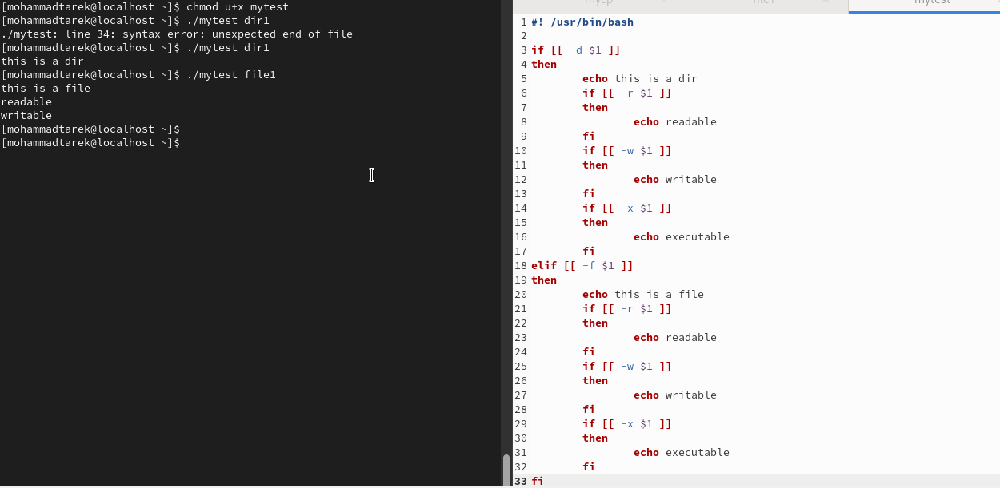 [mohammadtarek@localhost ~]$ chmod u+x mytest
[mohammadtarek@localhost ~]$ ./mytest dir1
./mytest: line 34: syntax error: unexpected end of file
[mohammadtarek@localhost ~]$ ./mytest dir1
this is a dir
[mohammadtarek@localhost ~]$ ./mytest file1
this is a file
readable
writable
[mohammadtarek@localhost ~]$
[mohammadtarek@localhost ~]$
mycp mytest
1 #! /usr/bin/bash
2
3 if [[ -d $1 ]]
4 then
5 echo this is a dir
6 if [[ -r $1 ]]
7 then
8 echo readable
9 fi
10 if [[ -w $1 ]]
11 then
12 echo writable
13 fi
14 if [[ -x $1 ]]
15 then
16 echo executable
17 fi
18 elif [[ -f $1 ]]
19 then
20 echo this is a file
21 if [[ -r $1 ]]
22 then
23 echo readable
24 fi
25 if [[ -w $1 ]]
26 then
27 echo writable
28 fi
29 if [[ -x $1 ]]
30 then
31 echo executable
32 fi
33 fi